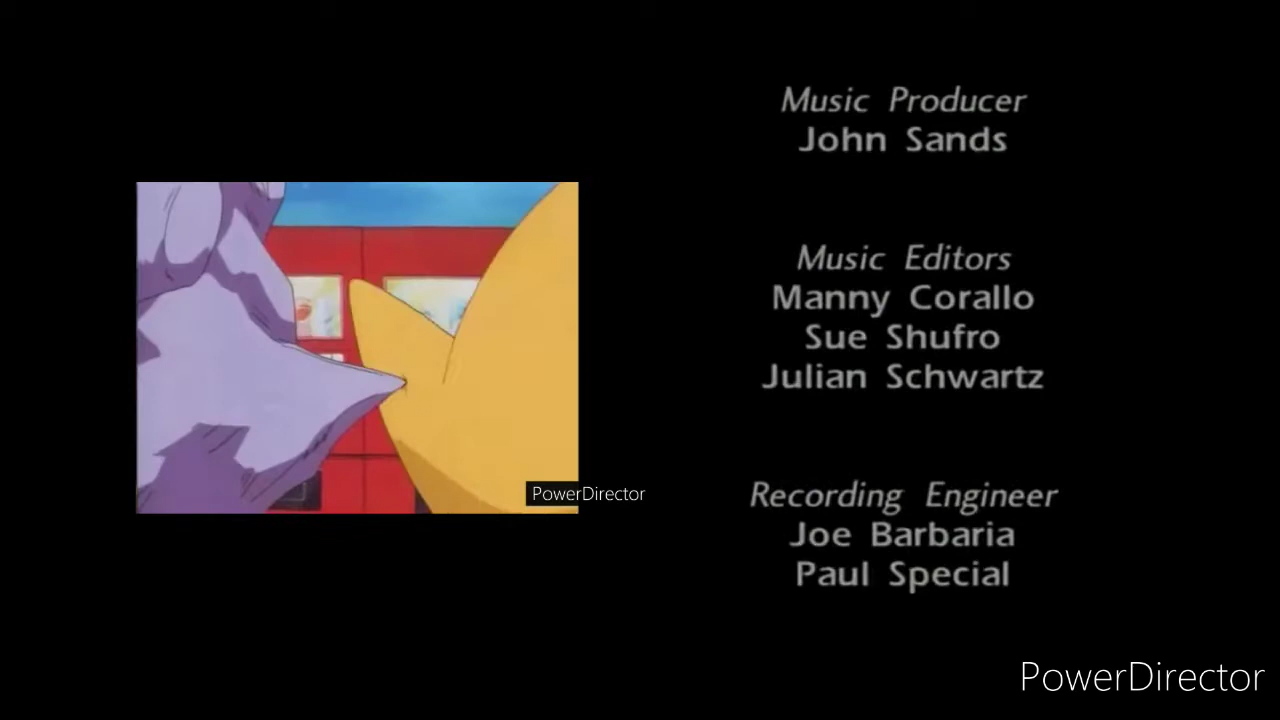 Music Producer
John Sands
Music Editors
Manny Corallo
Sue Shufro
Julian Schwartz
Recording Engineer
Joe Barbaria
Paul Special
PowerDirector
PowerDirector